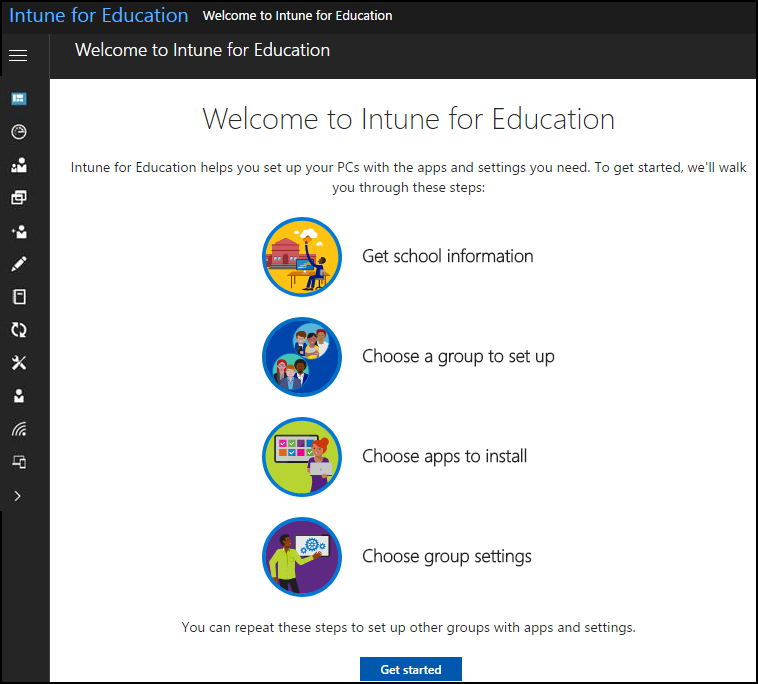 Intune for Education Welcome to Intune for Education
Welcome to Intune for Education
Welcome to Intune for Education
Intune for Education helps you set up your PCs with the apps and settings you need. To get started, we'll walk
you through these steps:
Get school information
Choose a group to set up
Choose apps to install
Choose group settings
You can repeat these steps to set up other groups with apps and settings.
Get started